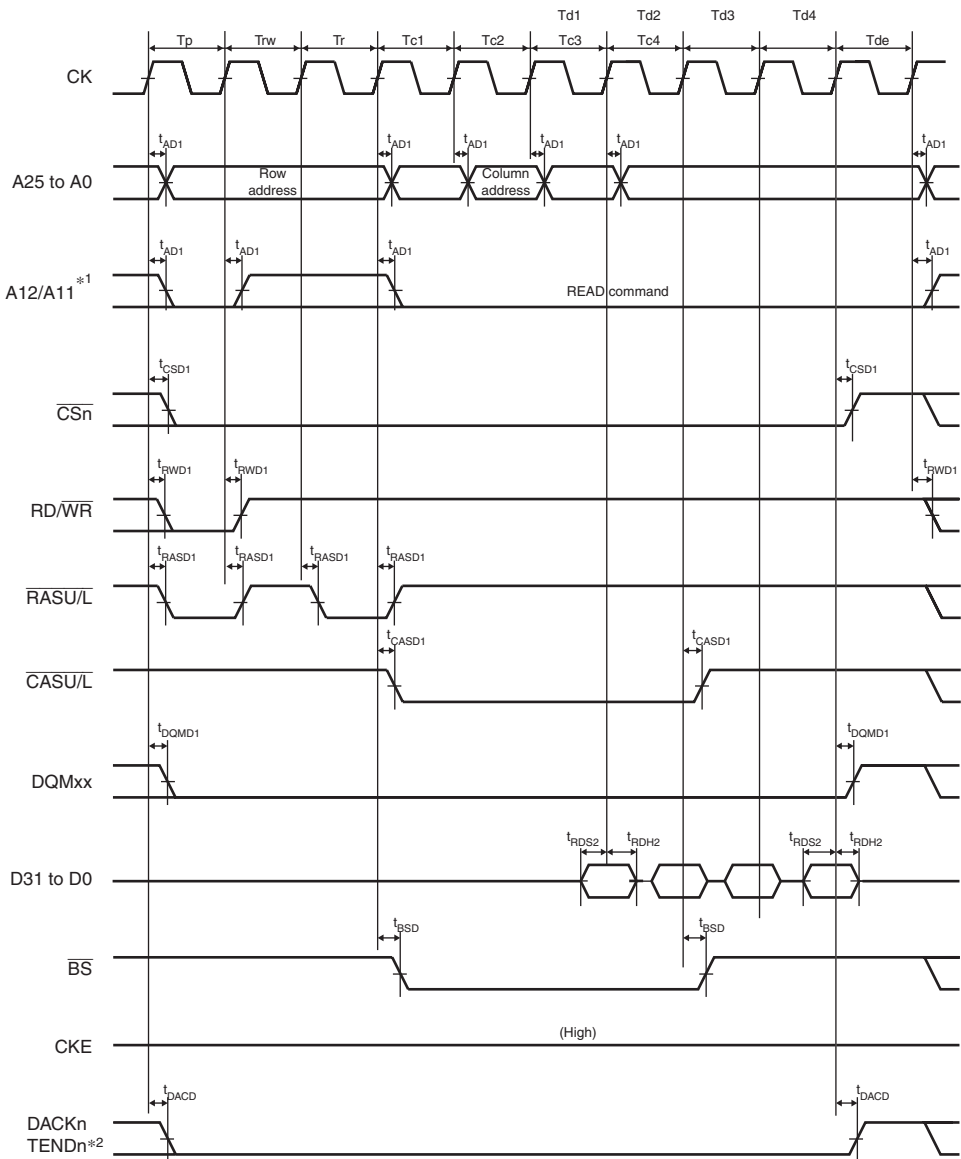 Td1 Td2 Td3 Td4
Tp Trw Tr Tc1 Tc2 Tc3 Tc4 Tde
CK
tAD1 tAD1 tAD1 tAD1 tAD1 tAD1
A25 to A0
Row address
Column address
tAD1 tAD1 tAD1 tAD1
A12/A11 *1
READ command
tCSD1 tCSD1
CSn
tRWD1 tRWD1 tRWD1
RD/WR
tRASD1 tRASD1 tRASD1 tRASD1
RASU/L
tCASD1 tCASD1
CASU/L
tDQMD1 tDQMD1
DQMxx
tRDS2 tRDH2 tRDS2 tRDH2
D31 to D0
tBSD tBSD
BS
(High)
CKE
tDACD tDACD
DACKn
TENDn*2